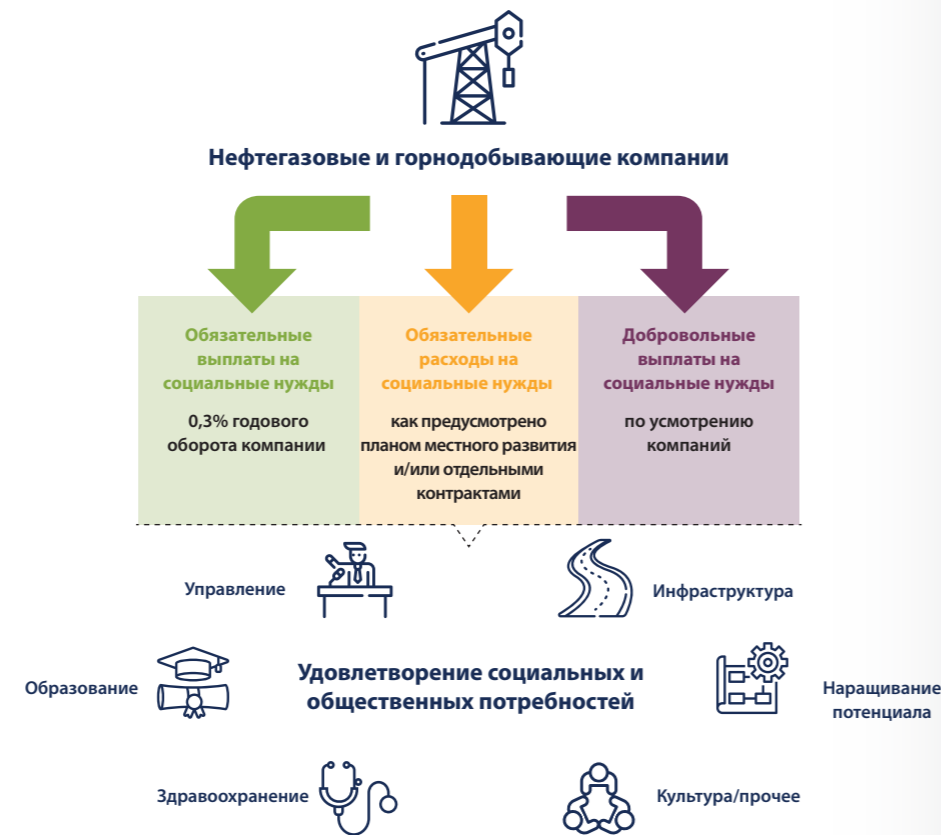 Нефтегазовые и горнодобывающие компании
Обязательные
выплаты на
социальные нужды
0,3% годового
оборота компании
Обязательные
расходы на
социальные нужды
как предусмотрено
планом местного развития
и/или отдельными
контрактами
Добровольные
выплаты на
социальные нужды
по усмотрению
компаний
Управление
Инфраструктура
Образование
Удовлетворение социальных и
общественных потребностей
Наращивание
потенциала
Здравоохранение
Культура/прочее